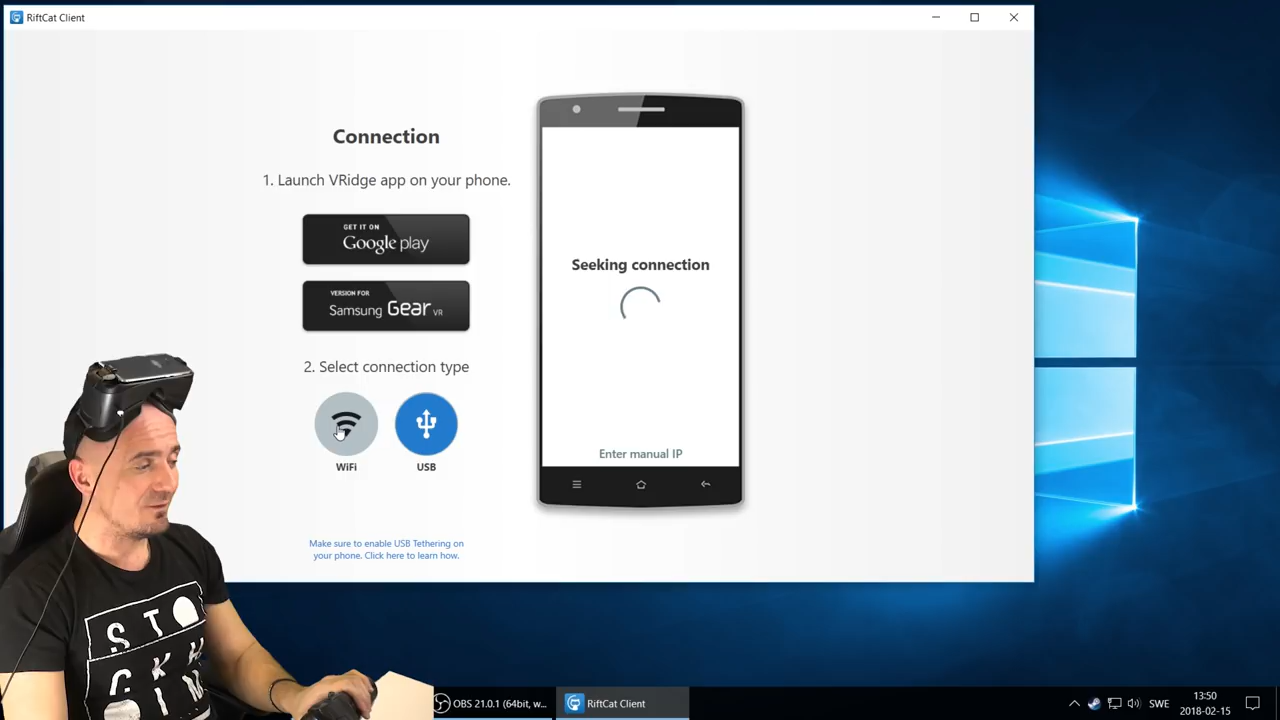 RiftCat Client
Connection
1. Launch VRidge app on your phone.
GET IT ON
Google play
VERSION FOR
Samsung Gear VR
2. Select connection type
WiFi
USB
Make sure to enable USB Tethering on
your phone. Click here to learn how.
Seeking connection
Enter manual IP
STO
CKH
OBS 21.0.1 (64bit, w...
RiftCat Client
SWE
13:50
2018-02-15